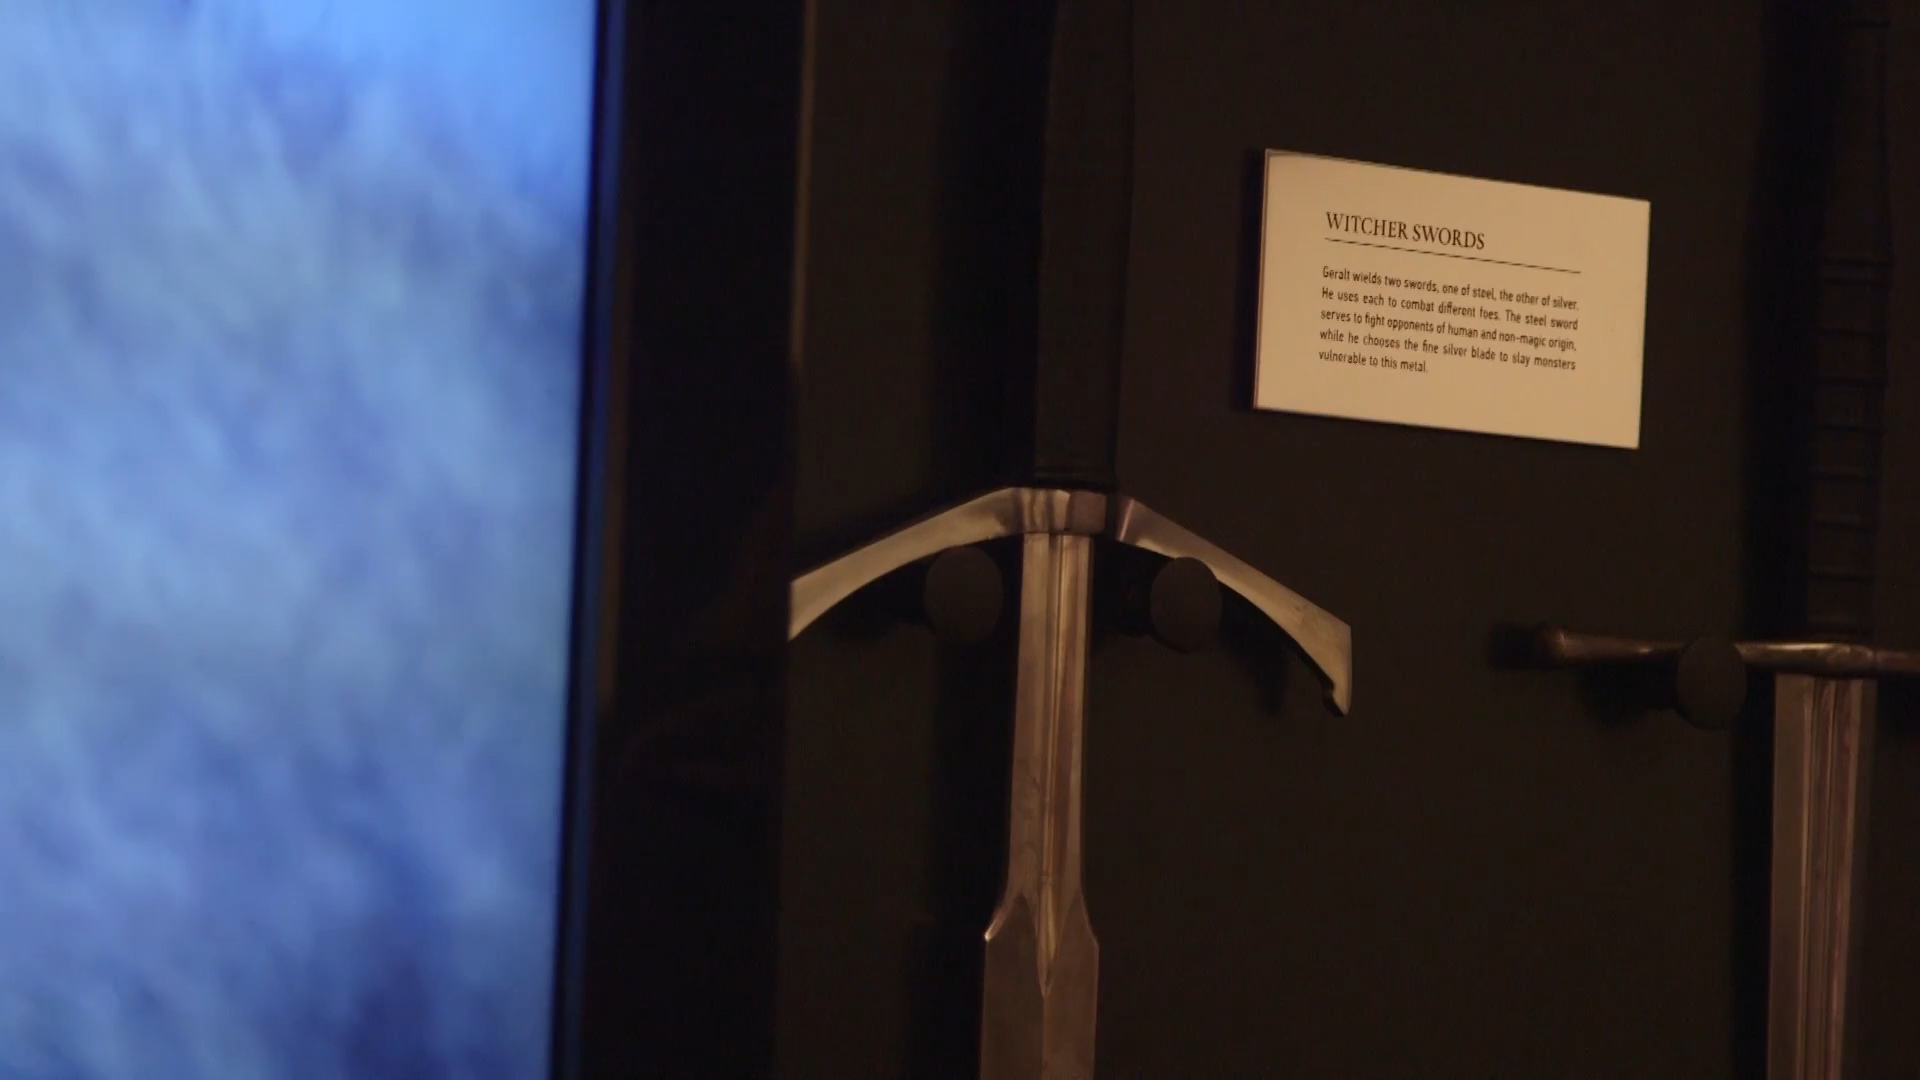 WITCHER SWORDS
Geralt wields two swords, one of steel, the other of silver.
He uses each to combat different foes. The steel sword
serves to fight opponents of human and non-magic origin,
while he chooses the fine silver blade to slay monsters
vulnerable to this metal.